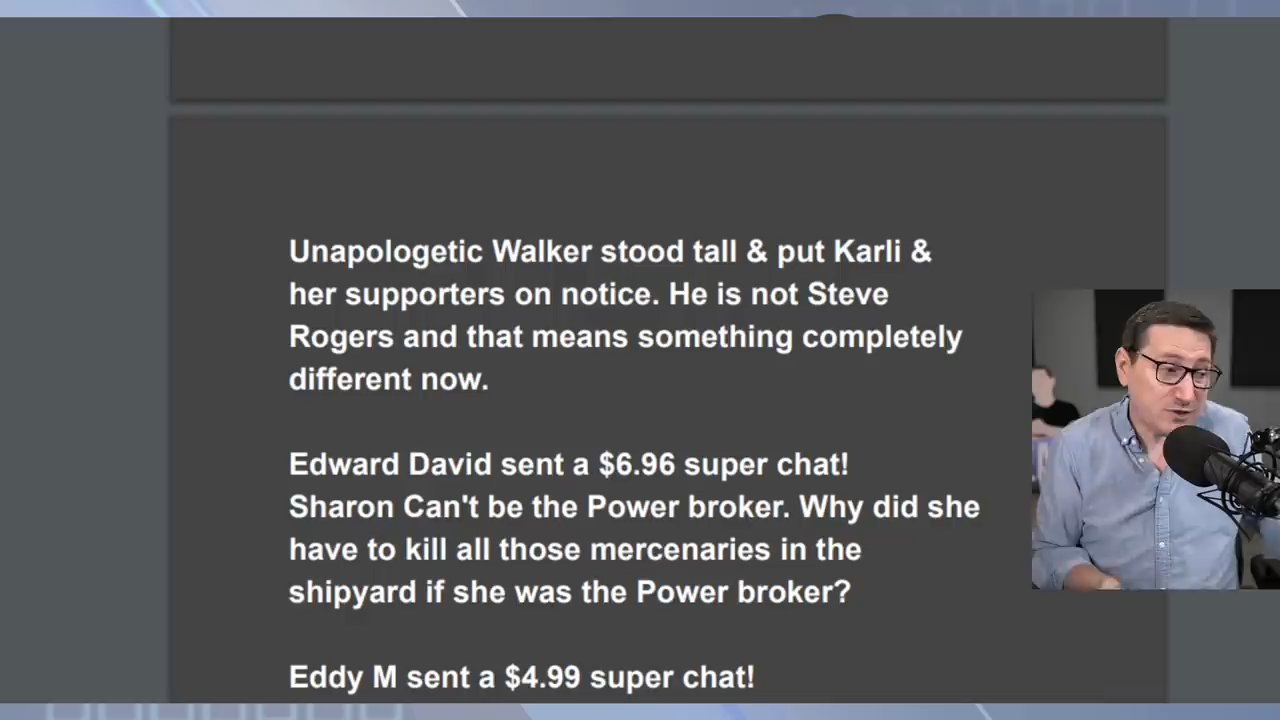 Unapologetic Walker stood tall & put Karli &
her supporters on notice. He is not Steve
Rogers and that means something completely
different now.
Edward David sent a $6.96 super chat!
Sharon Can't be the Power broker. Why did she
have to kill all those mercenaries in the
shipyard if she was the Power broker?
Eddy M sent a $4.99 super chat!